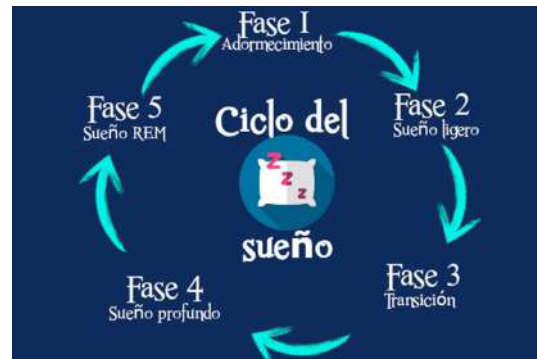 Fase 1
Adormecimiento
Fase 2
Sueño ligero
Fase 3
Transición
Fase 4
Sueño profundo
Fase 5
Sueño REM
Ciclo del
z
z
z
sueño